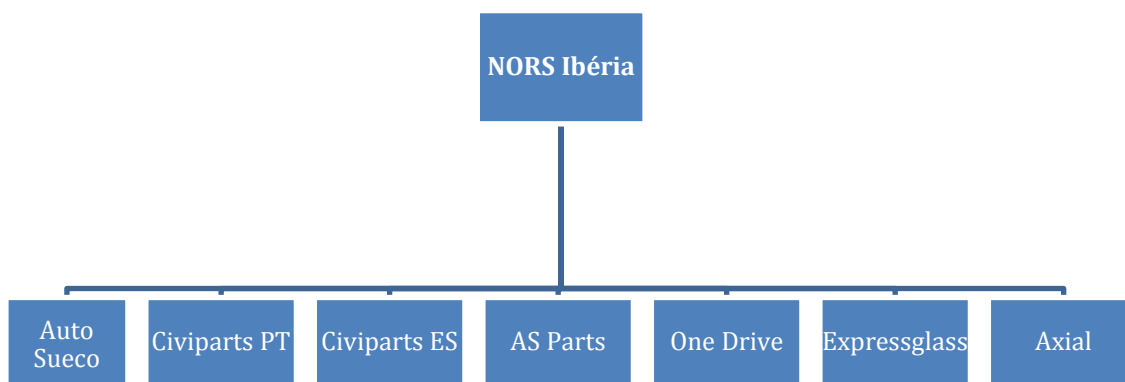 NORS Ibéria
Auto
Sueco
Civiparts PT
Civiparts ES
AS Parts
One Drive
Expressglass
Axial